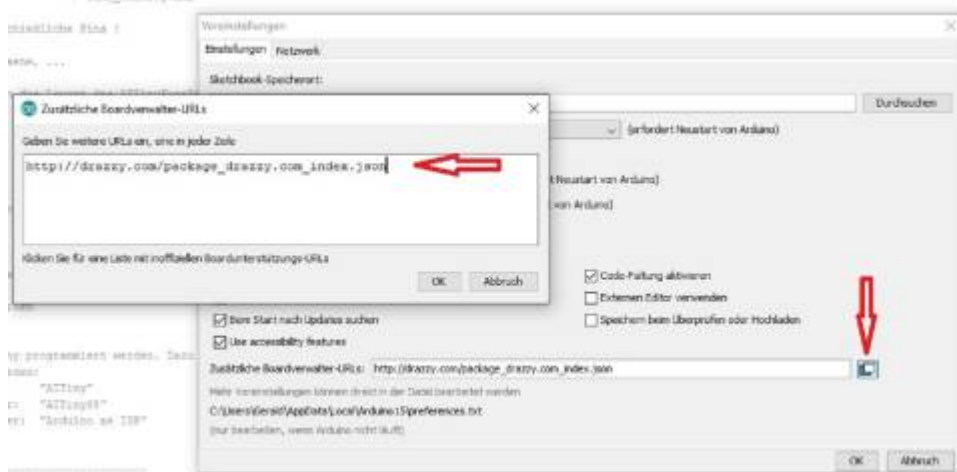 Voreinstellungen
Einstellungen Netzwerk
Sketchbook-Speicherort:
Durchsuchen
(erfordert Neustart von Arduino)
Neustart von Arduino)
von Arduino)
Zusätzliche Boardverwalter-URLs
Geben Sie weitere URLs ein, eine in jeder Zeile
http://drazzy.com/package_drazzy.com_index.json
Klicken Sie für eine Liste mit inoffiziellen Boardunterstützungs-URLs
OK Abbruch
Code-Faltung aktivieren
Externen Editor verwenden
Beim Start nach Updates suchen
Speichern beim Überprüfen oder Hochladen
Use accessibility features
Zusätzliche Boardverwalter-URLs: http://drazzy.com/package_drazzy.com_index.json
Mehr Voreinstellungen können direkt in der Datei bearbeitet werden
C:\Users\Gerald\AppData\Local\Arduino15\preferences.txt
(nur bearbeiten, wenn Arduino nicht läuft)
OK Abbruch
programmiert werden.
"ATTiny"
"Arduino as ISP"